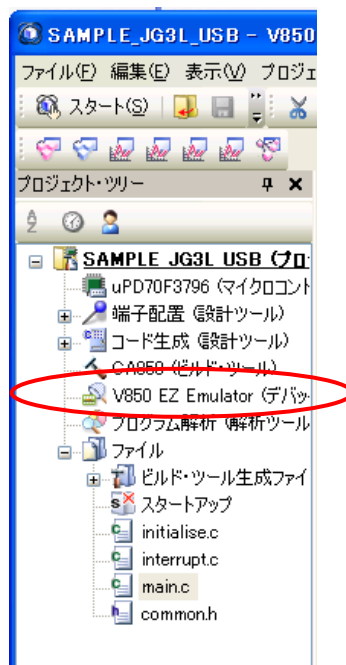 SAMPLE_JG3L_USB - V850
ファイル(F) 編集(E) 表示(V) プロジェ
スタート(S)
プロジェクト・ツリー
SAMPLE_JG3L_USB (プロ
uPD70F3796 (マイクロコント
端子配置 (設計ツール)
コード生成 (設計ツール)
CA850 (ビルド・ツール)
V850 EZ Emulator (デバッ
プログラム解析 (解析ツール
ファイル
ビルド・ツール生成ファイ
スタートアップ
initialise.c
interrupt.c
main.c
common.h